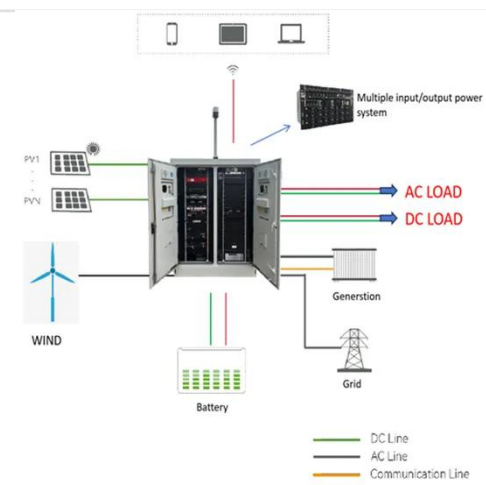 Multiple input/output power
system
PV1
PVN
AC LOAD
DC LOAD
WIND
Generstion
Grid
Battery
DC Line
AC Line
Communication Line